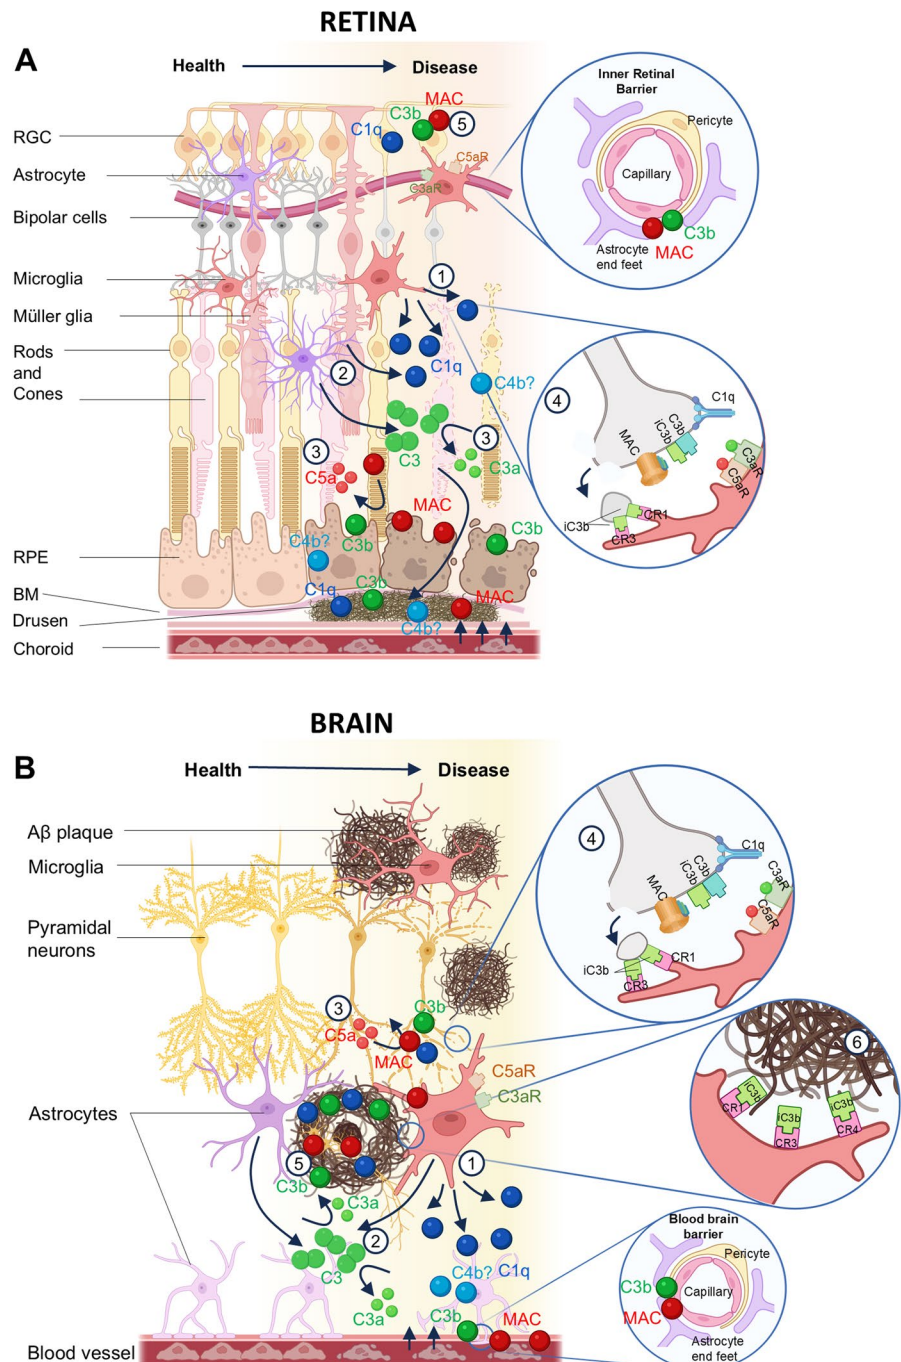 RETINA
A
Health
Disease
RGC
Astrocyte
Bipolar cells
Microglia
Müller glia
Rods
and
Cones
RPE
BM
Drusen
Choroid
MAC
C3b
5
C1q
C5aR
C3aR
1
C1q
2
C4b?
C3
3
C5a
3
C3a
MAC
C3b
C4b?
C3b
C1q
C3b
MAC
C4b?
Inner Retinal
Barrier
Pericyte
Capillary
Astrocyte
end feet
C3b
MAC
4
C1q
C3b
iC3b
MAC
C3aR
C5aR
iC3b
CR1
CR3
BRAIN
B
Health
Disease
Aβ plaque
Microglia
Pyramidal
neurons
Astrocytes
Blood vessel
3
C5a
C3b
MAC
C5aR
C3aR
5
C3b
C3a
1
2
C3
C3a
C4b?
C1q
C3b
MAC
4
C1q
C3b
iC3b
MAC
C3aR
C5aR
iC3b
CR1
CR3
6
iC3b
CR1
iC3b
CR3
iC3b
CR4
Blood brain
barrier
Pericyte
C3b
Capillary
MAC
Astrocyte
end feet